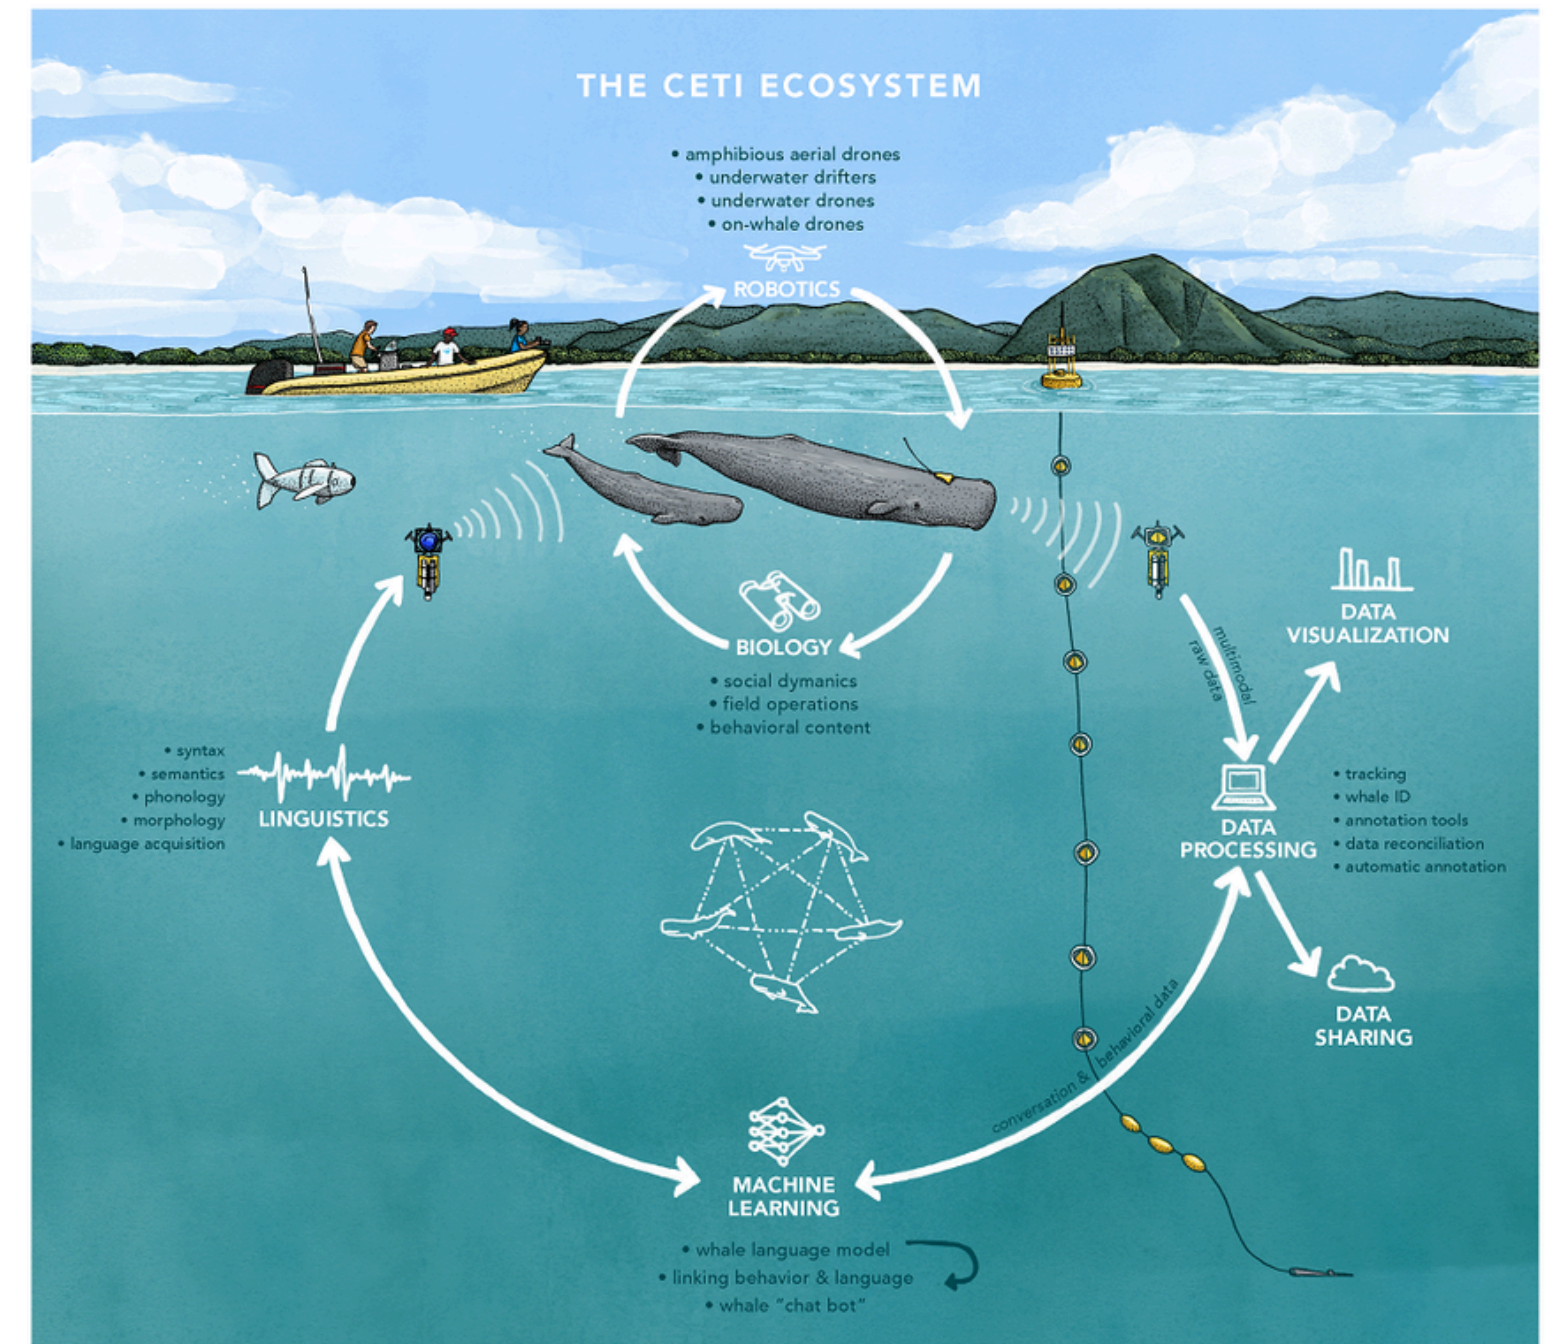 THE CETI ECOSYSTEM
• amphibious aerial drones
• underwater drifters
• underwater drones
• on-whale drones
ROBOTICS
BIOLOGY
• social dymanics
• field operations
• behavioral content
multimodal
raw data
DATA
VISUALIZATION
• syntax
• semantics
• phonology
• morphology
• language acquisition
LINGUISTICS
DATA
PROCESSING
• tracking
• whale ID
• annotation tools
• data reconciliation
• automatic annotation
DATA
SHARING
conversation & behavioral data
MACHINE
LEARNING
• whale language model
• linking behavior & language
• whale "chat bot"